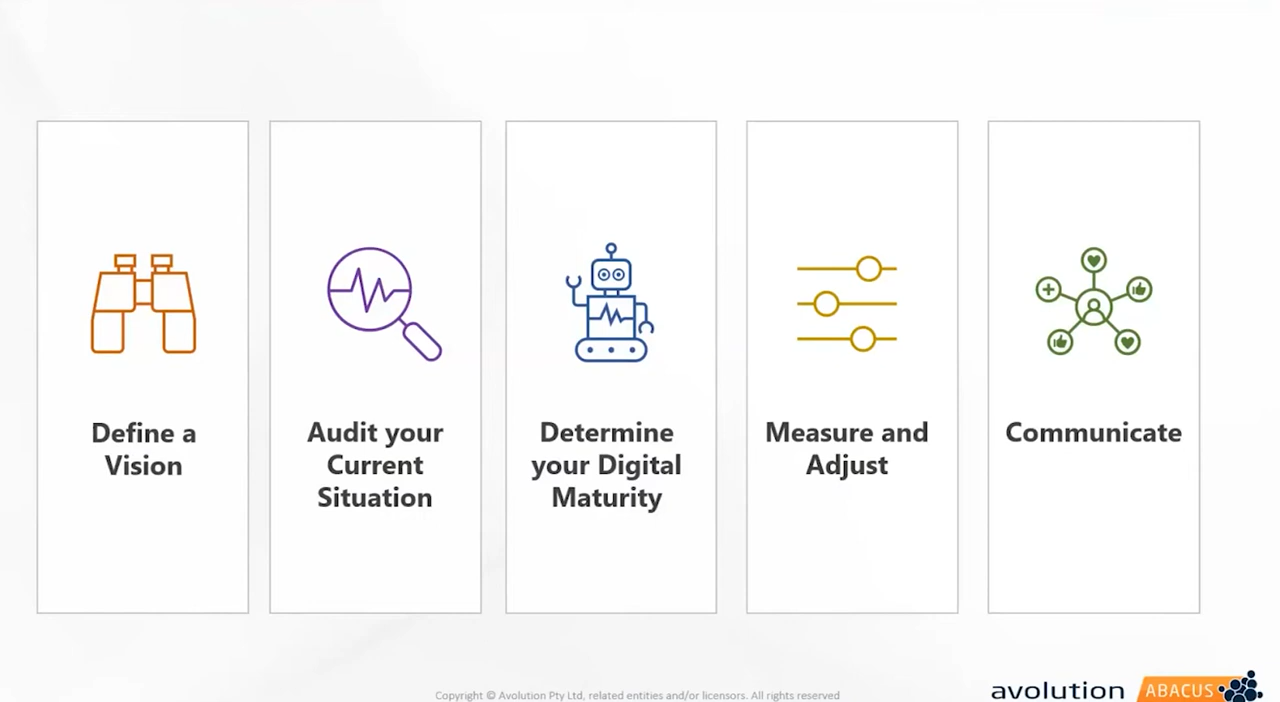 Define a
Vision
Audit your
Current
Situation
Determine
your Digital
Maturity
Measure and
Adjust
Communicate
Copyright © Avolution Pty Ltd, related entities and/or licensors. All rights reserved
avolution
ABACUS